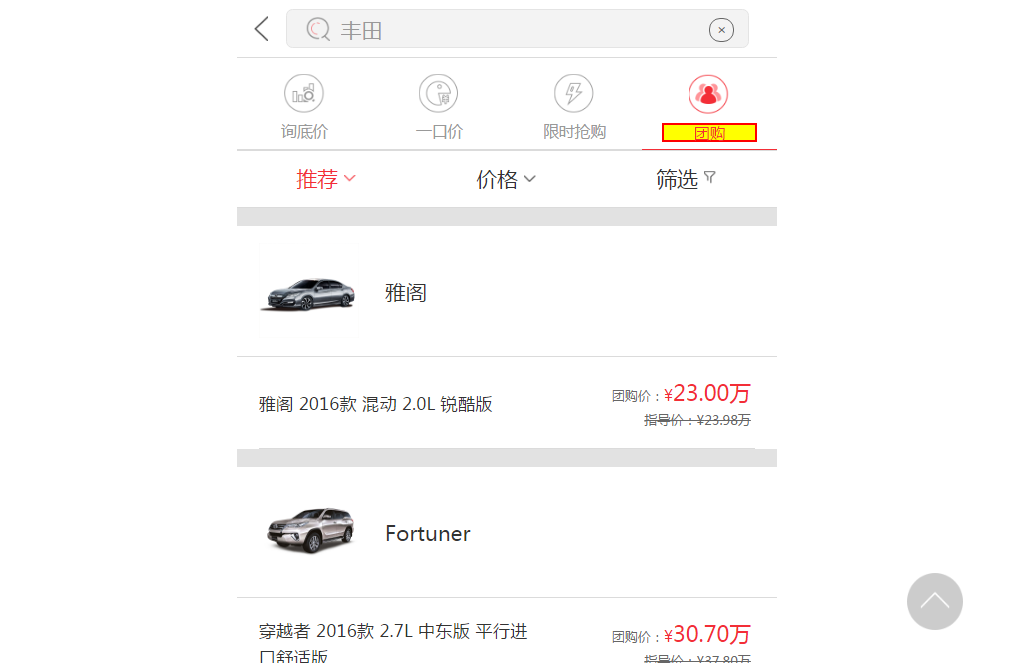 丰田
询底价 一口价 限时抢购 团购
推荐 价格 筛选
雅阁
雅阁 2016款 混动 2.0L 锐酷版
团购价：¥23.00万
指导价：¥23.98万
Fortuner
穿越者 2016款 2.7L 中东版 平行进
口舒适版
团购价：¥30.70万
指导价：¥37.80万